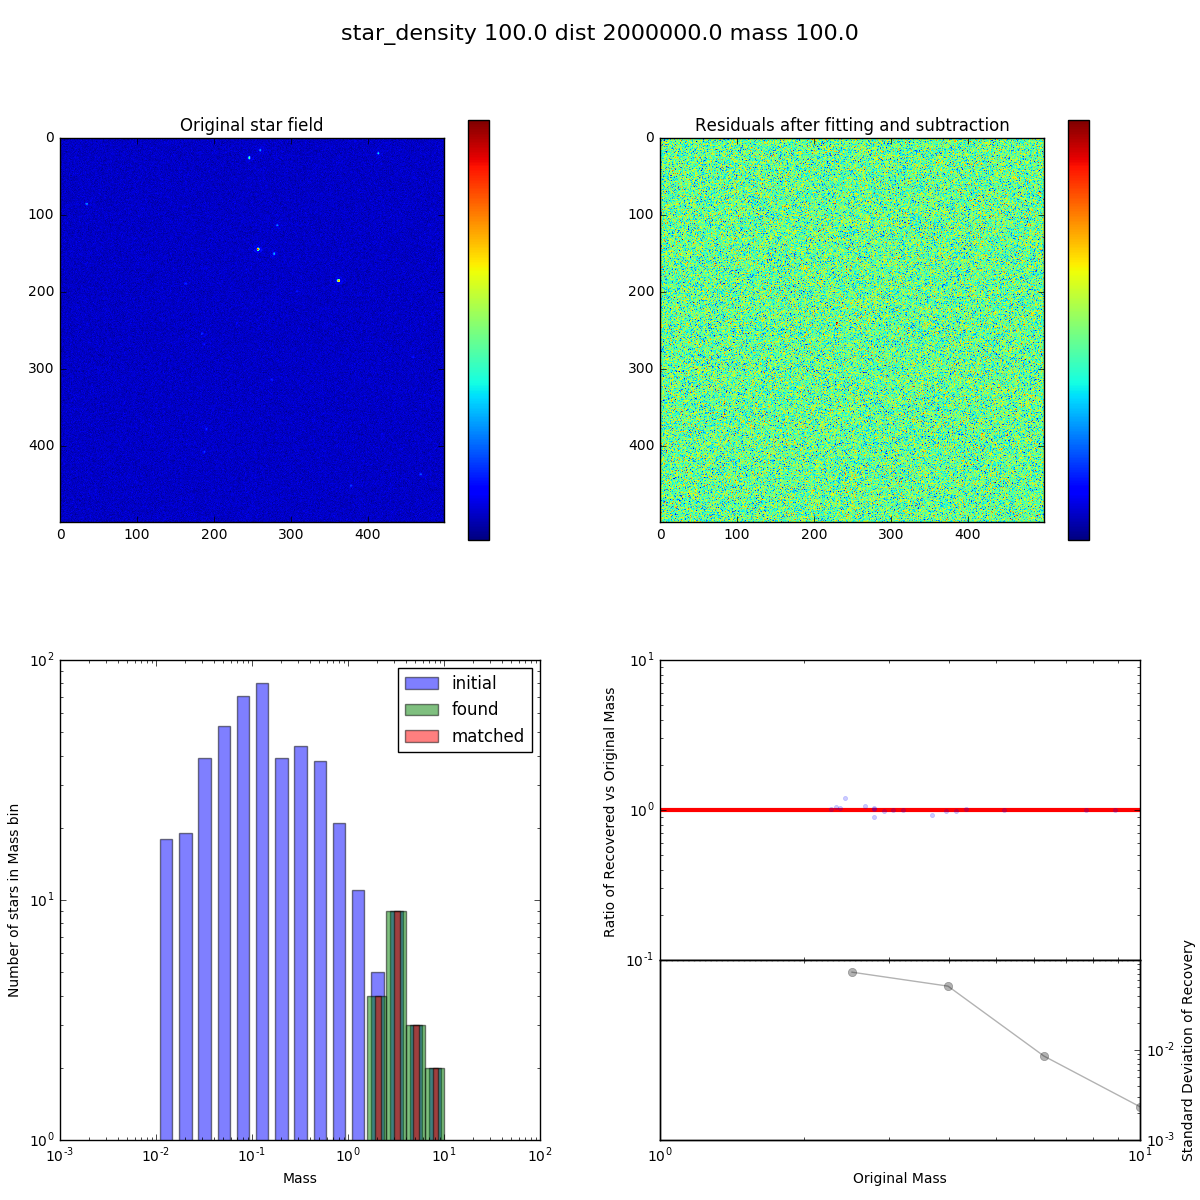 star_density 100.0 dist 2000000.0 mass 100.0
Original star field
0
100
200
300
400
0 100 200 300 400
Residuals after fitting and subtraction
0
100
200
300
400
0 100 200 300 400
Number of stars in Mass bin
10^2
10^1
10^0
initial
found
matched
10^-3 10^-2 10^-1 10^0 10^1 10^2
Mass
Ratio of Recovered vs Original Mass
10^1
10^0
10^-1
Standard Deviation of Recovery
10^-2
10^-3
10^0 10^1
Original Mass